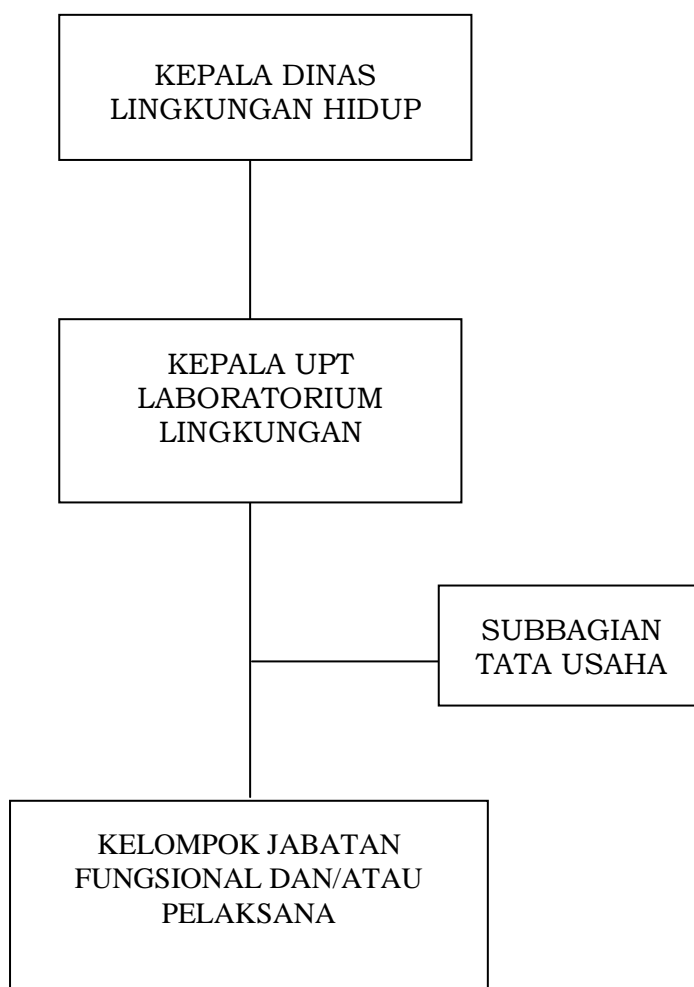 KEPALA DINAS
LINGKUNGAN HIDUP
KEPALA UPT
LABORATORIUM
LINGKUNGAN
SUBBAGIAN
TATA USAHA
KELOMPOK JABATAN
FUNGSIONAL DAN/ATAU
PELAKSANA